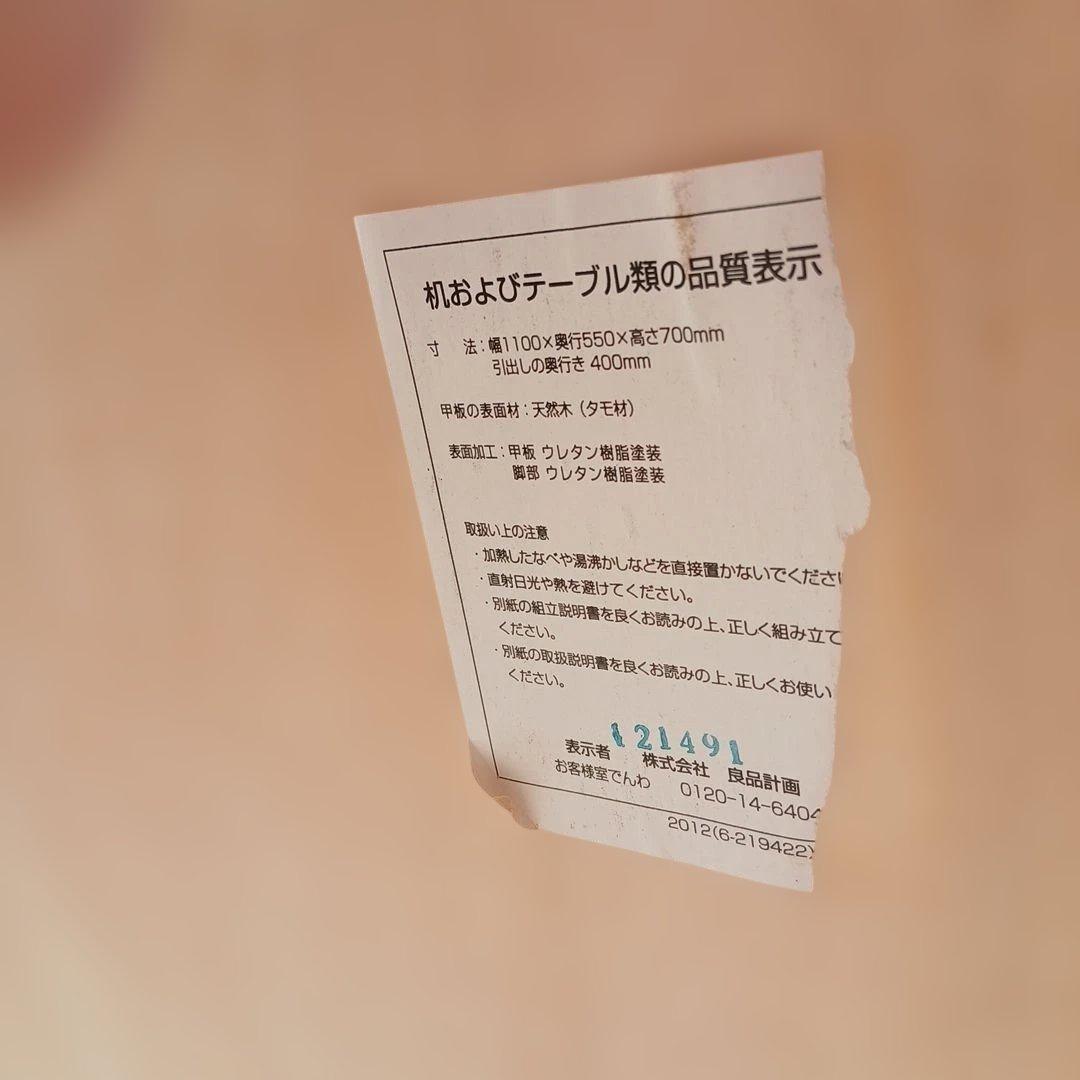 机およびテーブル類の品質表示
寸　法：幅1100×奥行550×高さ700mm
引出しの奥行き 400mm
甲板の表面材：天然木（タモ材）
表面加工：甲板 ウレタン樹脂塗装
脚部 ウレタン樹脂塗装
取扱い上の注意
・加熱したなべや湯沸かしなどを直接置かないでくださ
・直射日光や熱を避けてください。
・別紙の組立説明書を良くお読みの上、正しく組み立て
ください。
・別紙の取扱説明書を良くお読みの上、正しくお使い
ください。
121491
表示者　株式会社　良品計画
お客様室でんわ　0120-14-6404
2012(6-219422)